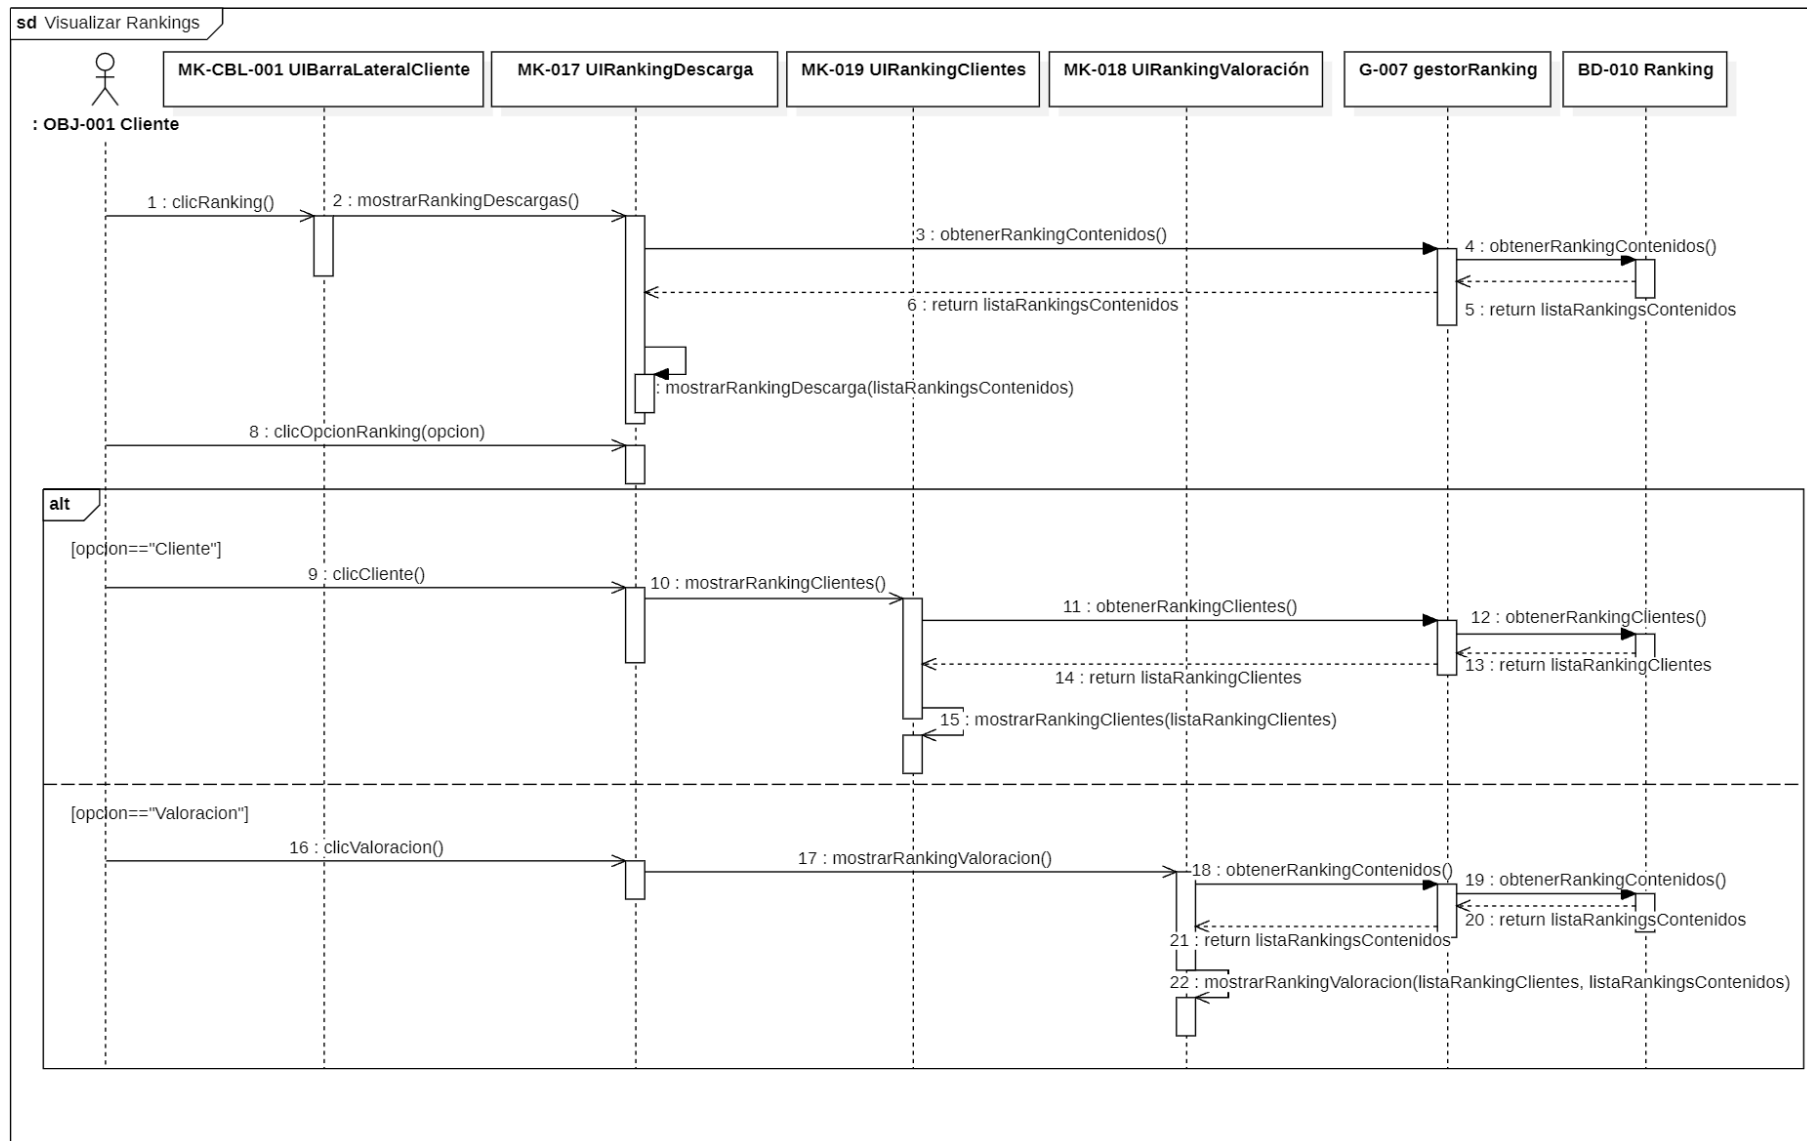 sd Visualizar Rankings
MK-CBL-001 UIBarraLateralCliente
MK-017 UIRankingDescarga
MK-019 UIRankingClientes
MK-018 UIRankingValoración
G-007 gestorRanking
BD-010 Ranking
: OBJ-001 Cliente
1 : clicRanking()
2 : mostrarRankingDescargas()
3 : obtenerRankingContenidos()
4 : obtenerRankingContenidos()
5 : return listaRankingsContenidos
6 : return listaRankingsContenidos
: mostrarRankingDescarga(listaRankingsContenidos)
8 : clicOpcionRanking(opcion)
alt
[opcion=="Cliente"]
9 : clicCliente()
10 : mostrarRankingClientes()
11 : obtenerRankingClientes()
12 : obtenerRankingClientes()
13 : return listaRankingClientes
14 : return listaRankingClientes
15 : mostrarRankingClientes(listaRankingClientes)
[opcion=="Valoracion"]
16 : clicValoracion()
17 : mostrarRankingValoracion()
18 : obtenerRankingContenidos()
19 : obtenerRankingContenidos()
20 : return listaRankingsContenidos
21 : return listaRankingsContenidos
22 : mostrarRankingValoracion(listaRankingClientes, listaRankingsContenidos)